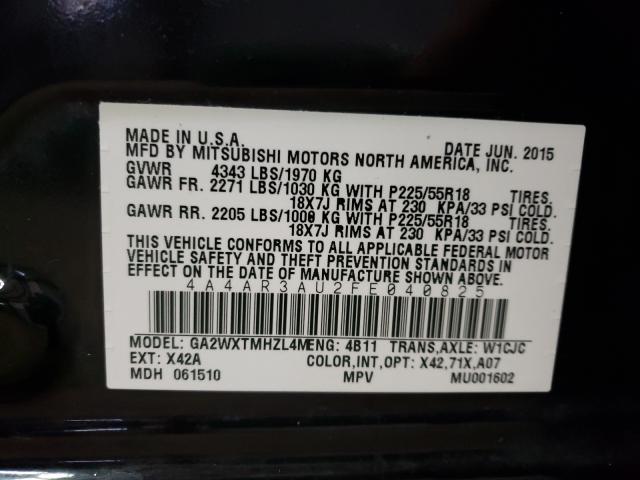 MADE IN U.S.A. DATE JUN. 2015
MFD BY MITSUBISHI MOTORS NORTH AMERICA, INC.
GVWR 4343 LBS/1970 KG
GAWR FR. 2271 LBS/1030 KG WITH P225/55R18 TIRES.
18X7J RIMS AT 230 KPA/33 PSI COLD.
GAWR RR. 2205 LBS/1000 KG WITH P225/55R18 TIRES.
18X7J RIMS AT 230 KPA/33 PSI COLD.
THIS VEHICLE CONFORMS TO ALL APPLICABLE FEDERAL MOTOR
VEHICLE SAFETY AND THEFT PREVENTION STANDARDS IN
EFFECT ON THE DATE OF MANUFACTURE SHOWN ABOVE.
4A4AR3AU2FE040825
MODEL: GA2WXTMHZL4M ENG: 4B11 TRANS,AXLE: W1CJC
EXT: X42A COLOR,INT,OPT: X42,71X,A07
MDH 061510 MPV MU001602